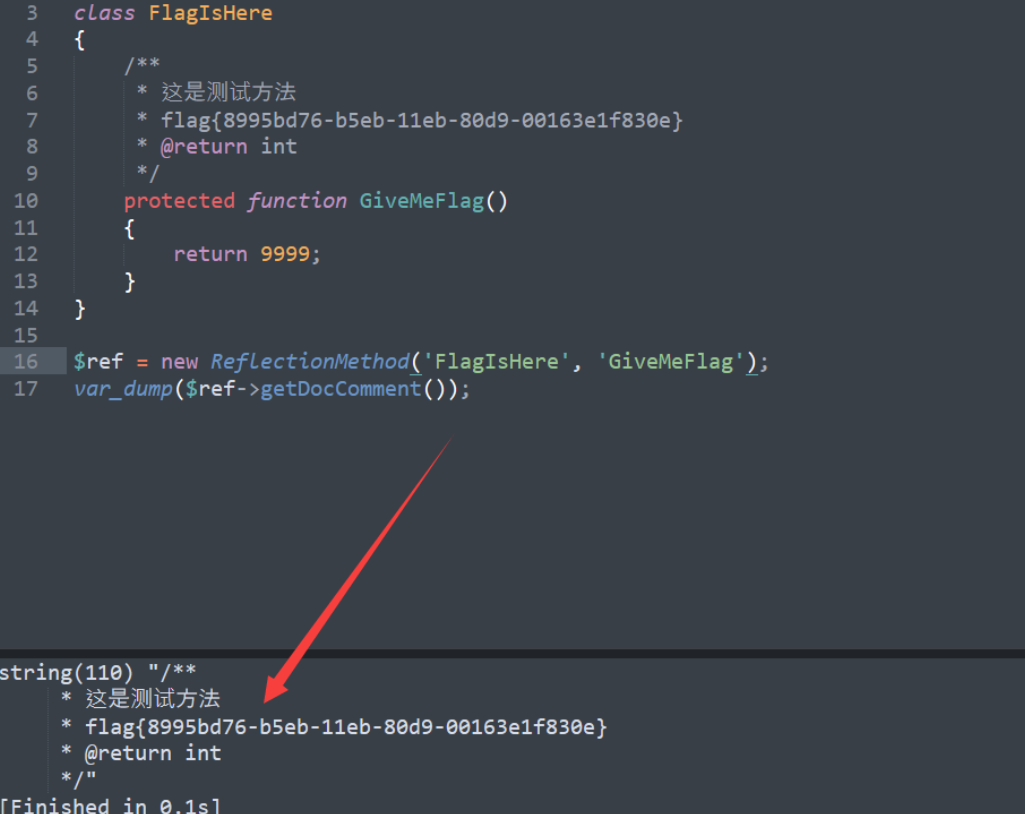 3 class FlagIsHere
4 {
5 /**
6 * 这是测试方法
7 * flag{8995bd76-b5eb-11eb-80d9-00163e1f830e}
8 * @return int
9 */
10 protected function GiveMeFlag()
11 {
12 return 9999;
13 }
14 }
15
16 $ref = new ReflectionMethod('FlagIsHere', 'GiveMeFlag');
17 var_dump($ref->getDocComment());
string(110) "/**
* 这是测试方法
* flag{8995bd76-b5eb-11eb-80d9-00163e1f830e}
* @return int
*/"
[Finished in 0.1s]